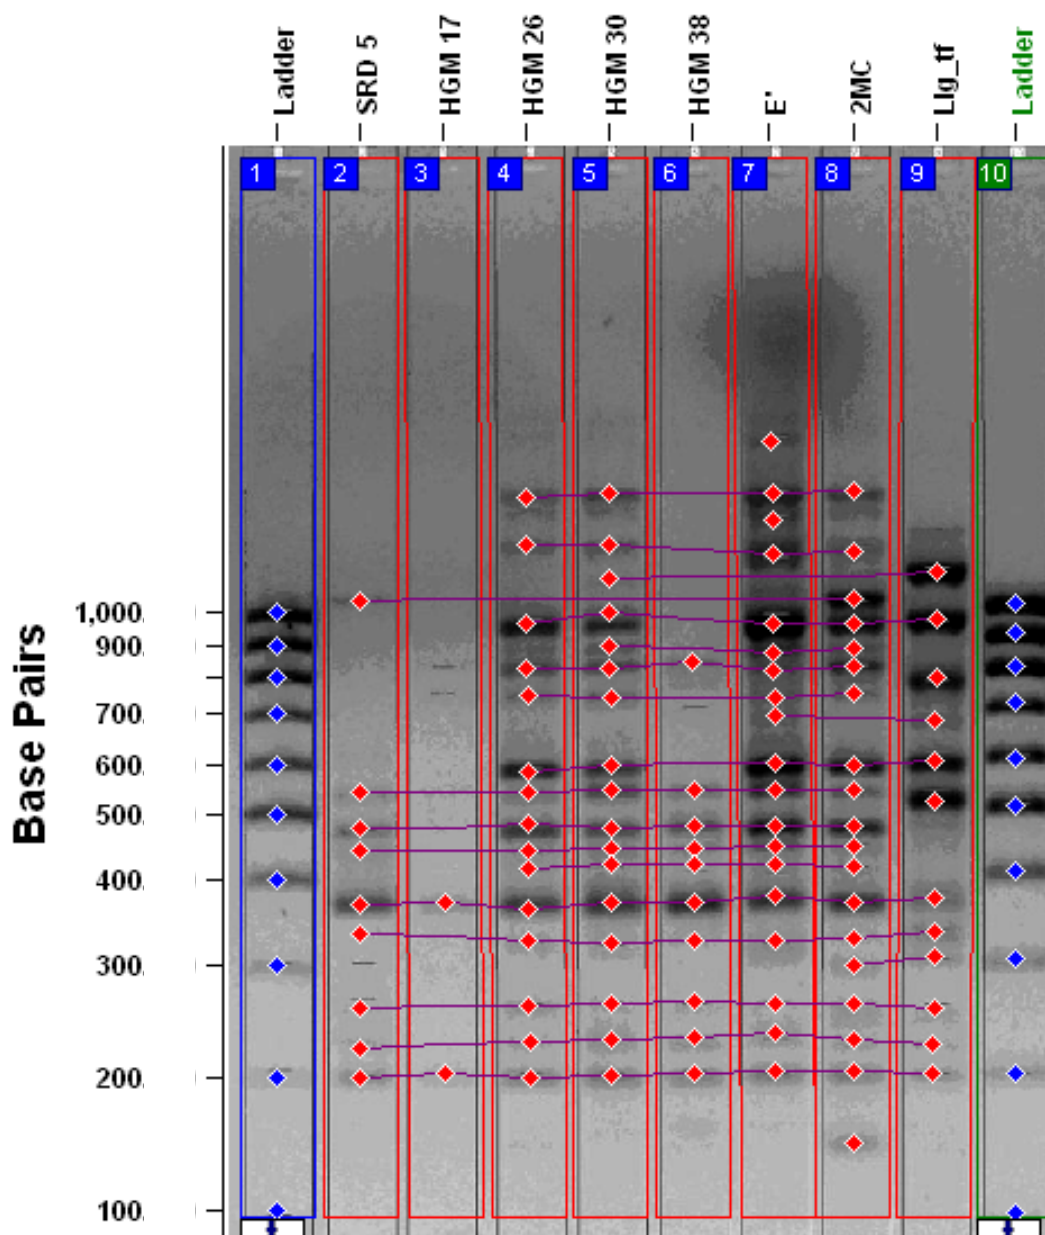 Ladder
SRD 5
HGM 17
HGM 26
HGM 30
HGM 38
E'
2MC
Llg_tf
Ladder
1 2 3 4 5 6 7 8 9 10
Base Pairs
1,000
900
700
600
500
400
300
200
100